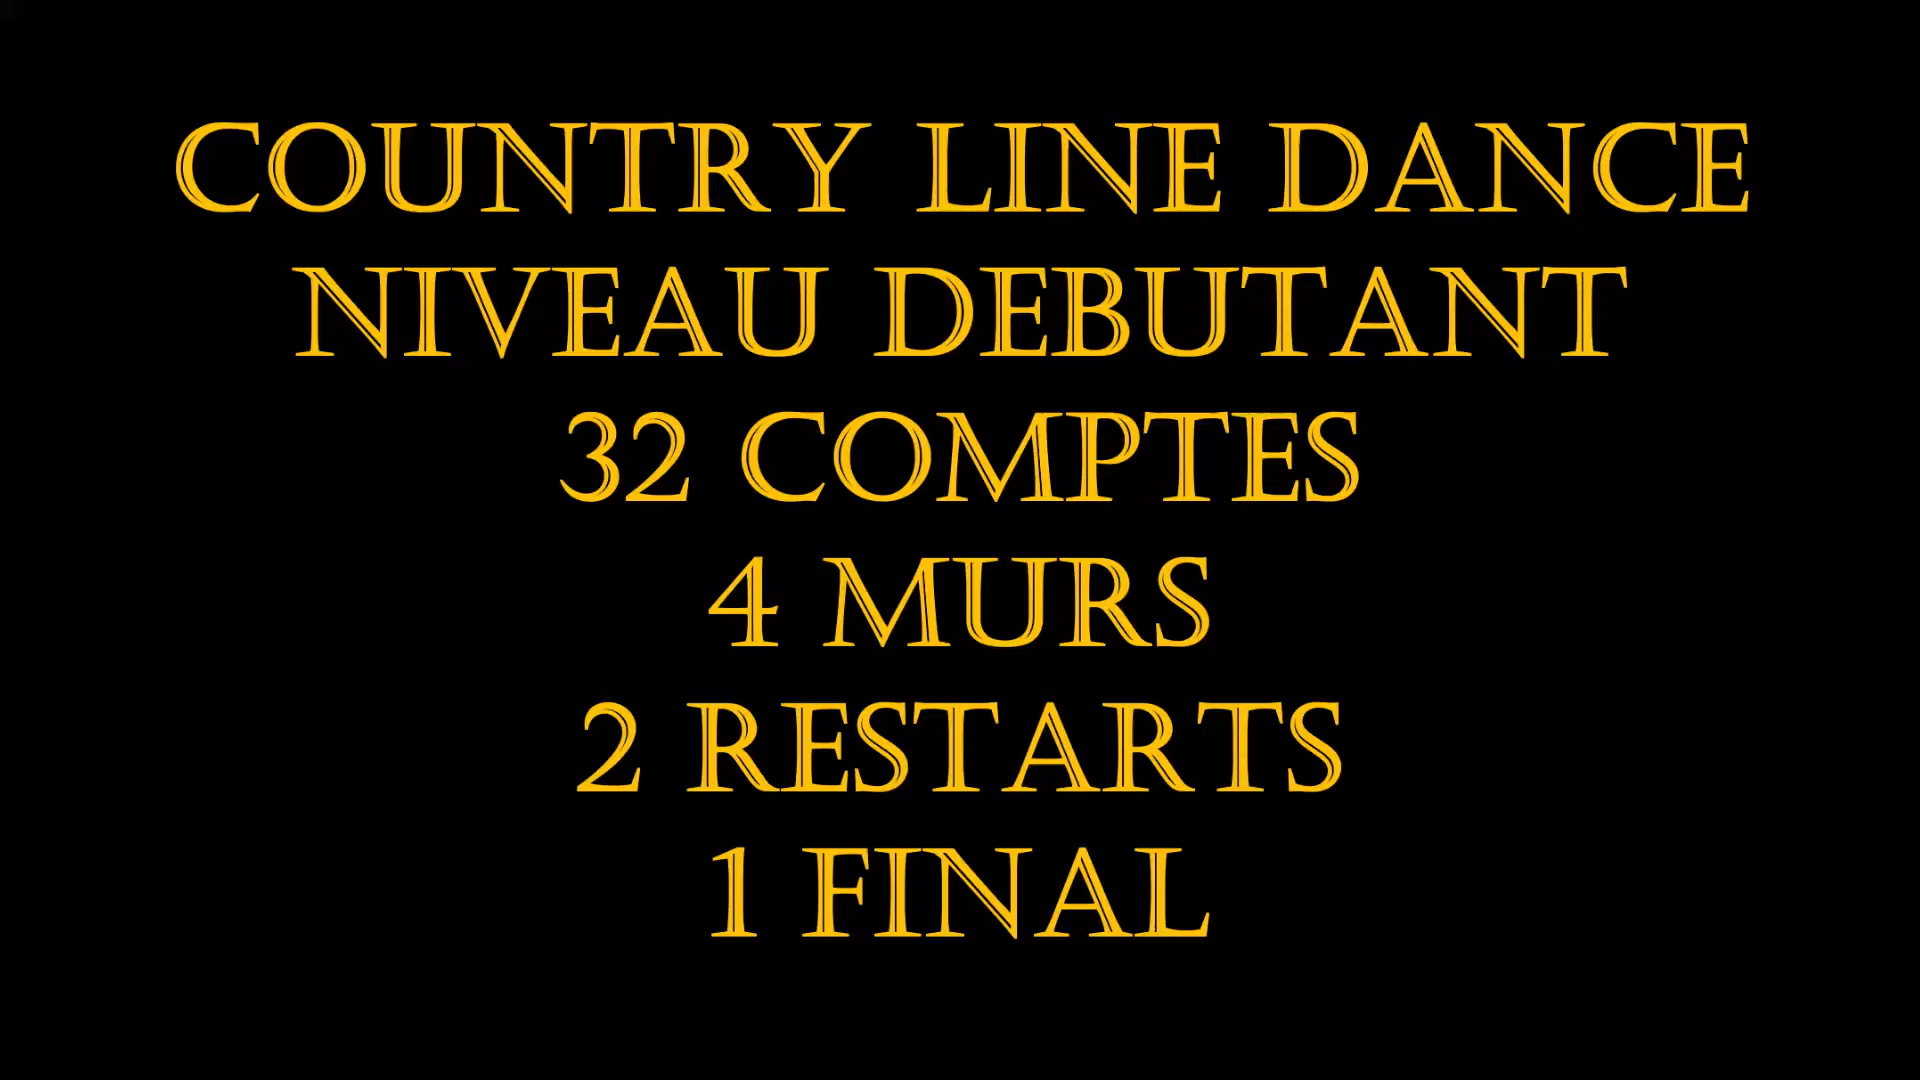 COUNTRY LINE DANCE
NIVEAU DEBUTANT
32 COMPTES
4 MURS
2 RESTARTS
1 FINAL